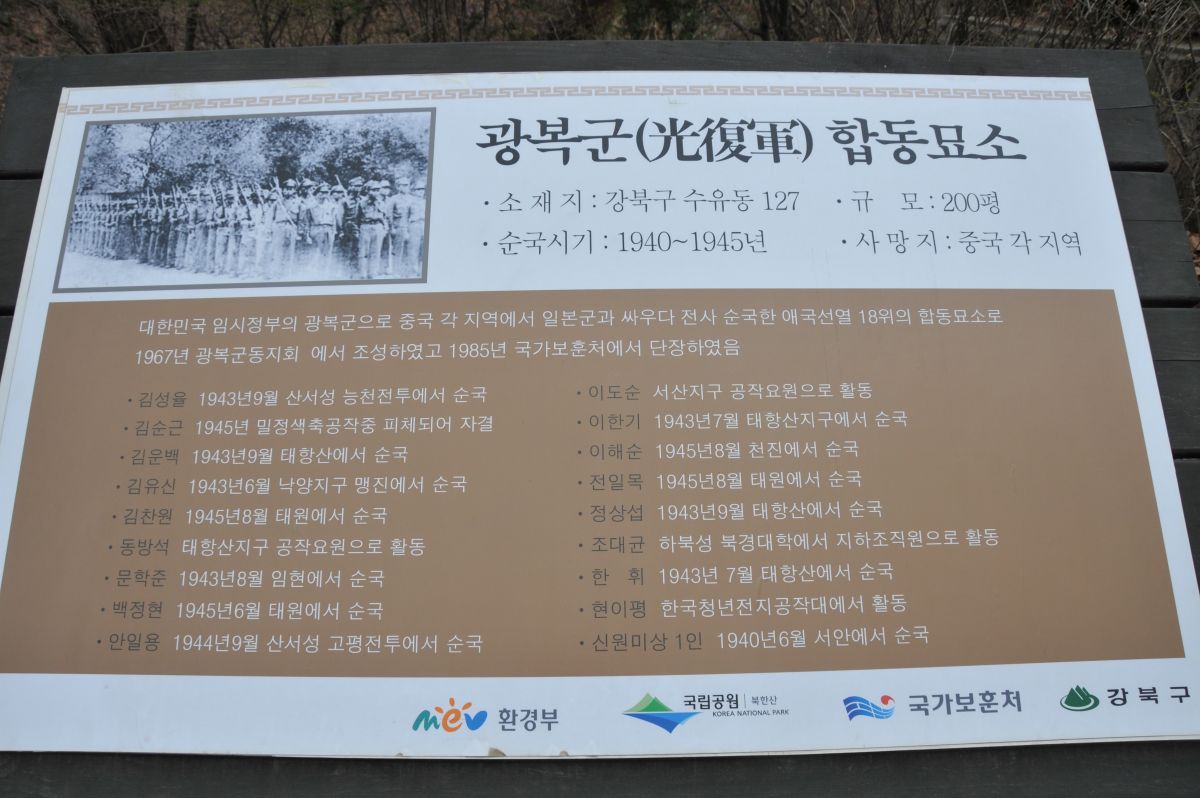 광복군(光復軍) 합동묘소
· 소 재 지 : 강북구 수유동 127 · 규 모 : 200평
· 순국시기 : 1940~1945년 · 사 망 지 : 중국 각 지역
대한민국 임시정부의 광복군으로 중국 각 지역에서 일본군과 싸우다 전사 순국한 애국선열 18위의 합동묘소로
1967년 광복군동지회 에서 조성하였고 1985년 국가보훈처에서 단장하였음
· 김성율 1943년9월 산서성 능천전투에서 순국
· 김순근 1945년 밀정색축공작중 피체되어 자결
· 김운백 1943년9월 태항산에서 순국
· 김유신 1943년6월 낙양지구 맹진에서 순국
· 김찬원 1945년8월 태원에서 순국
· 동방석 태항산지구 공작요원으로 활동
· 문학준 1943년8월 임현에서 순국
· 백정현 1945년6월 태원에서 순국
· 안일용 1944년9월 산서성 고평전투에서 순국
· 이도순 서산지구 공작요원으로 활동
· 이한기 1943년7월 태항산지구에서 순국
· 이해순 1945년8월 천진에서 순국
· 전일목 1945년8월 태원에서 순국
· 정상섭 1943년9월 태항산에서 순국
· 조대균 하북성 북경대학에서 지하조직원으로 활동
· 한 휘 1943년 7월 태항산에서 순국
· 현이평 한국청년전지공작대에서 활동
· 신원미상 1인 1940년6월 서안에서 순국
mev 환경부
국립공원 | 북한산
KOREA NATIONAL PARK
국가보훈처
강북구